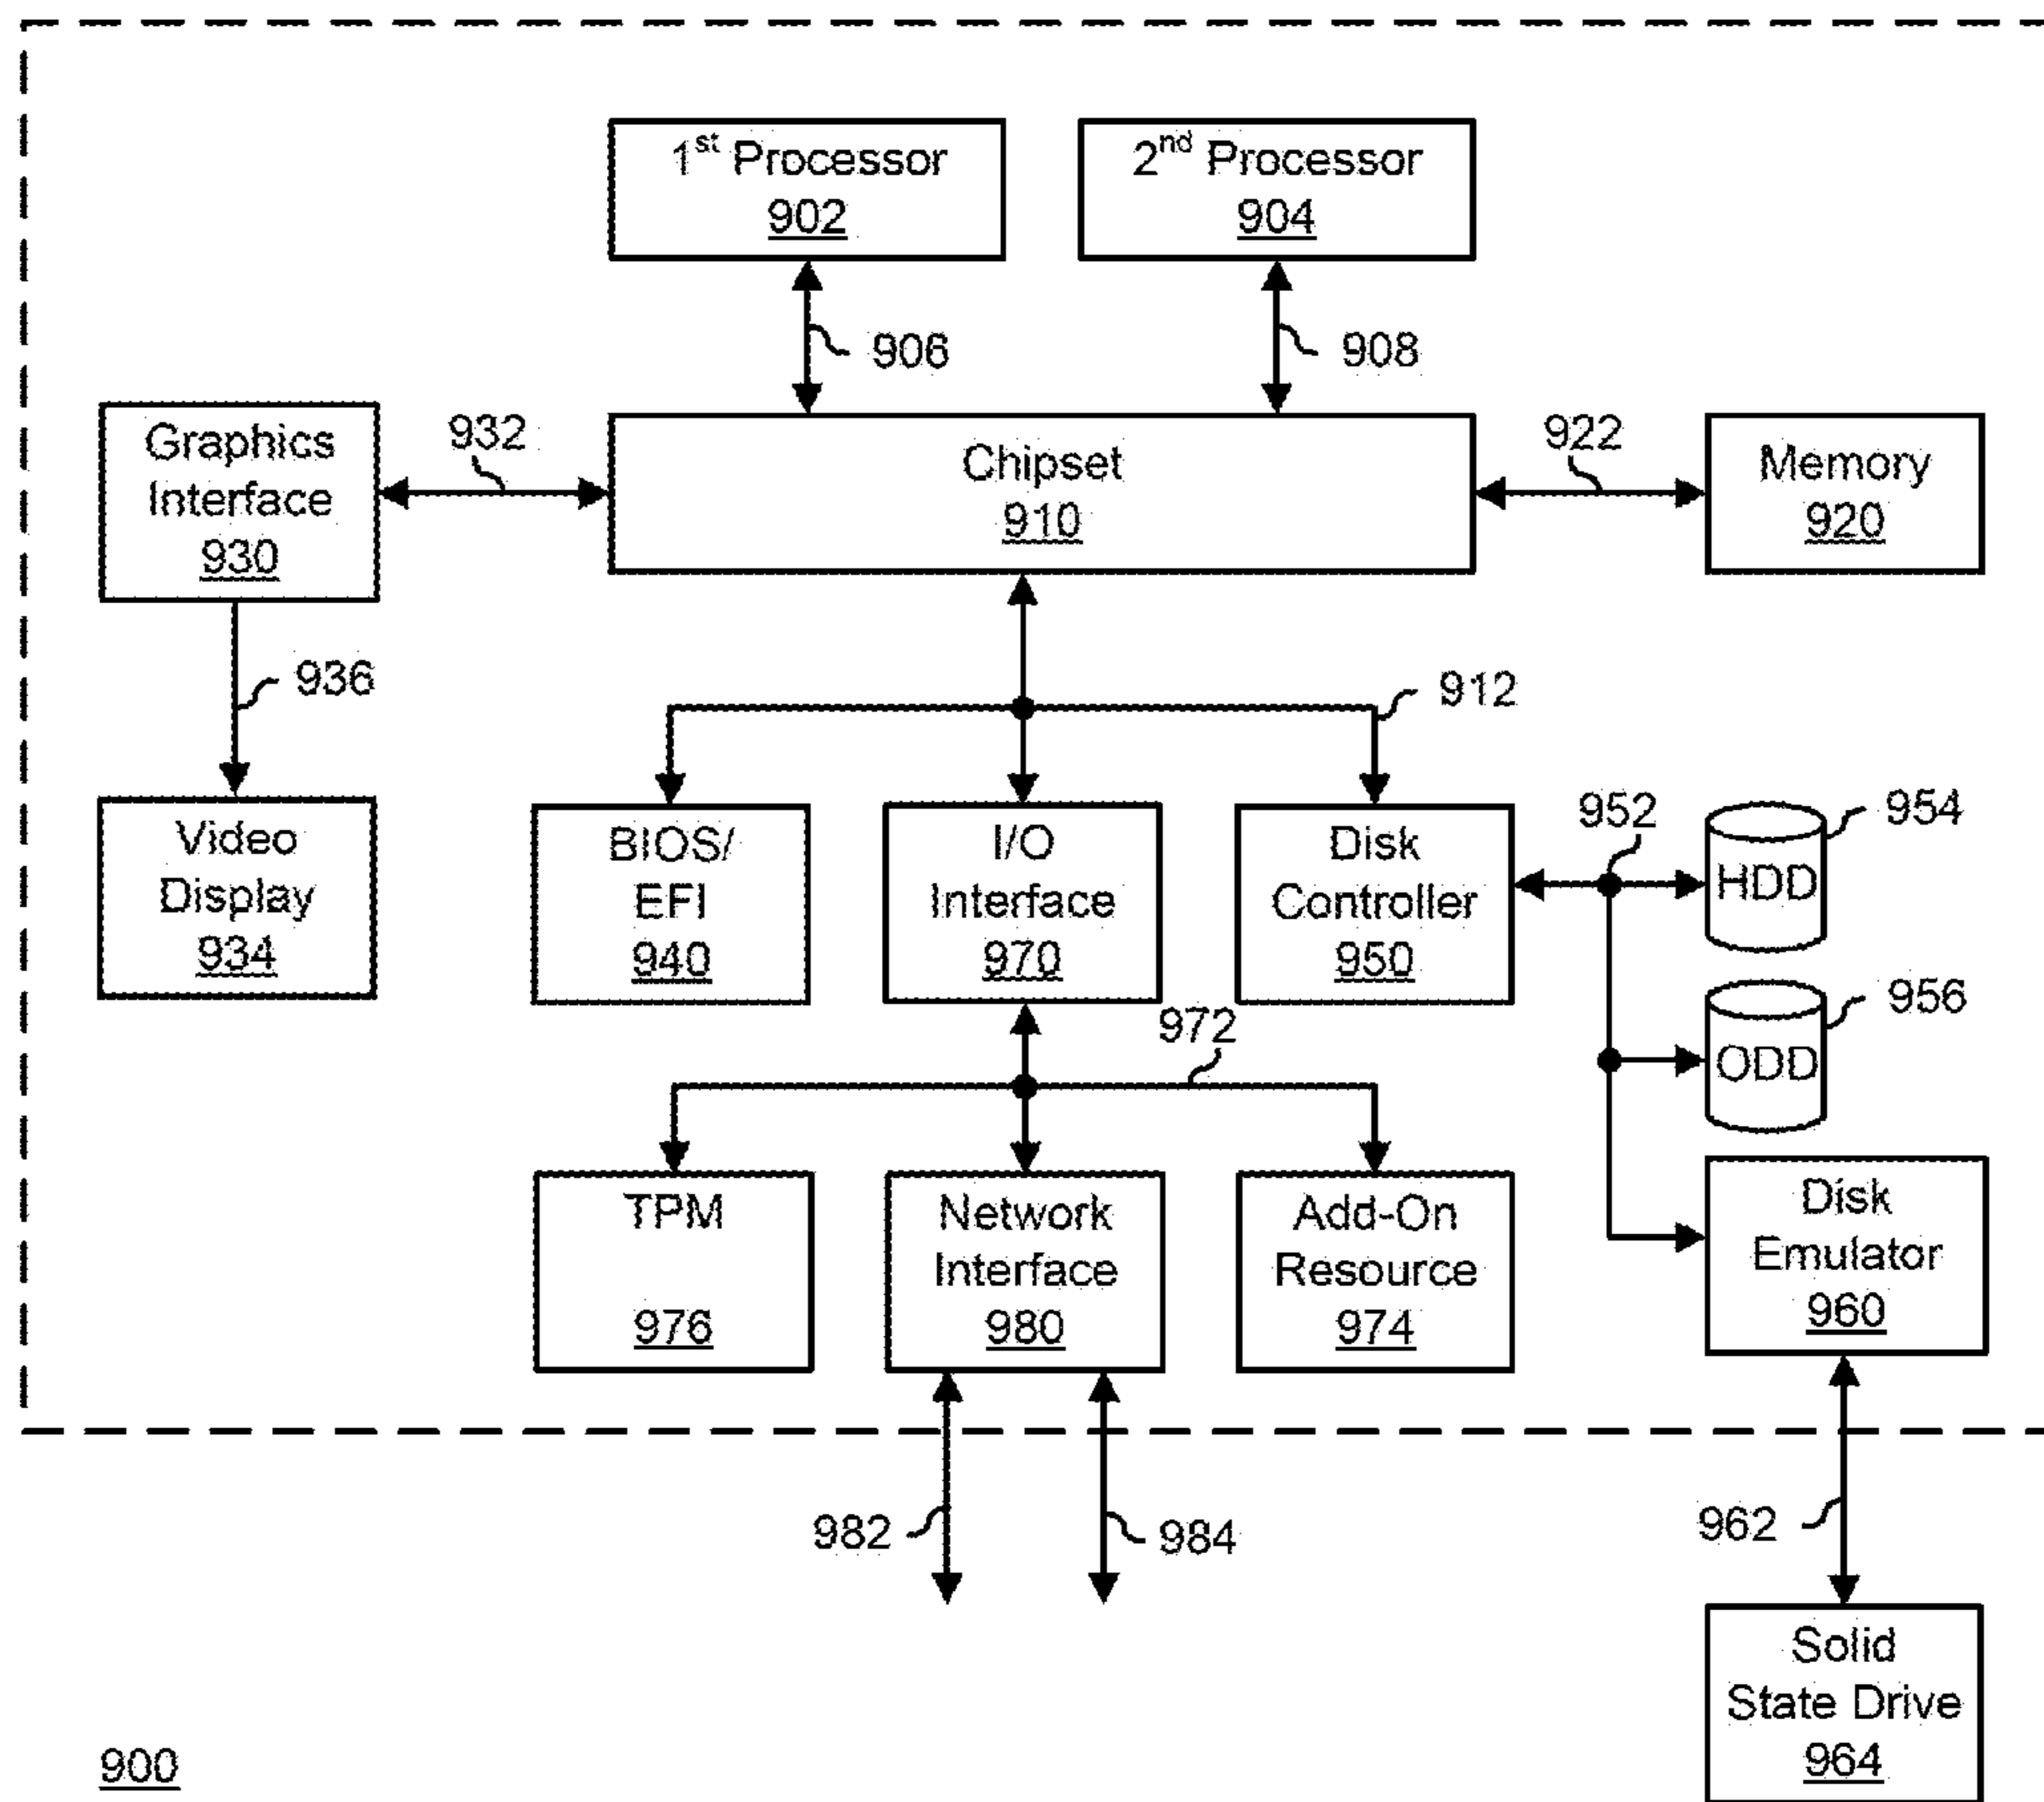 1st Processor
902
2nd Processor
904
906
908
Graphics
Interface
930
932
Chipset
910
922
Memory
920
936
912
Video
Display
934
BIOS/
EFI
940
I/O
Interface
970
Disk
Controller
950
952
954
HDD
956
ODD
972
TPM
976
Network
Interface
980
Add-On
Resource
974
Disk
Emulator
960
982
984
962
Solid
State Drive
964
900